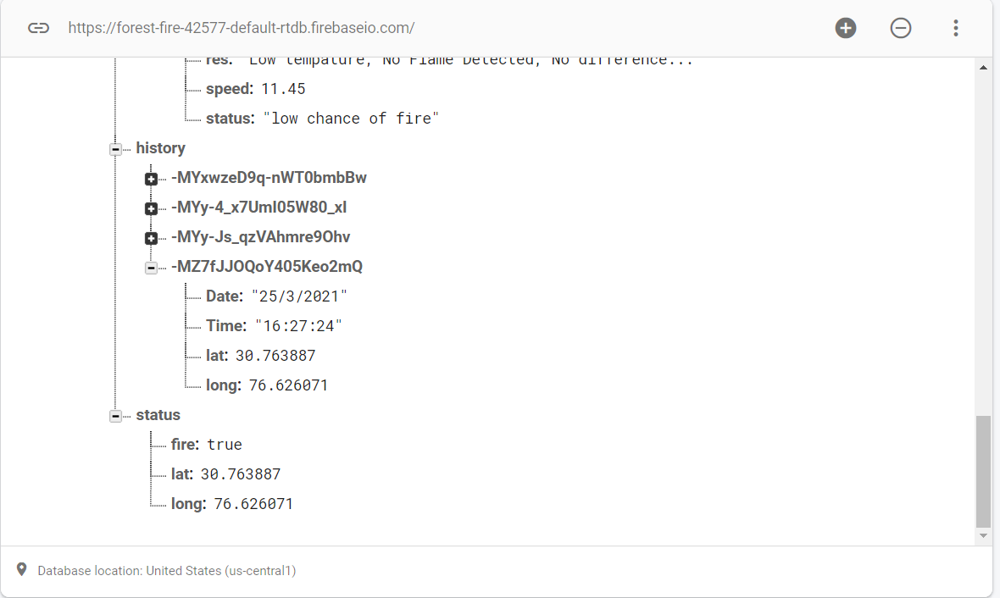 https://forest-fire-42577-default-rtdb.firebaseio.com/
res: "Low tempature, No Flame Detected, No difference...
speed: 11.45
status: "low chance of fire"
history
-MYxwzeD9q-nWT0bmbBw
-MYy-4_x7UmI05W80_xI
-MYy-Js_qzVAhmre9Ohv
-MZ7fJJOQoY405Keo2mQ
Date: "25/3/2021"
Time: "16:27:24"
lat: 30.763887
long: 76.626071
status
fire: true
lat: 30.763887
long: 76.626071
Database location: United States (us-central1)